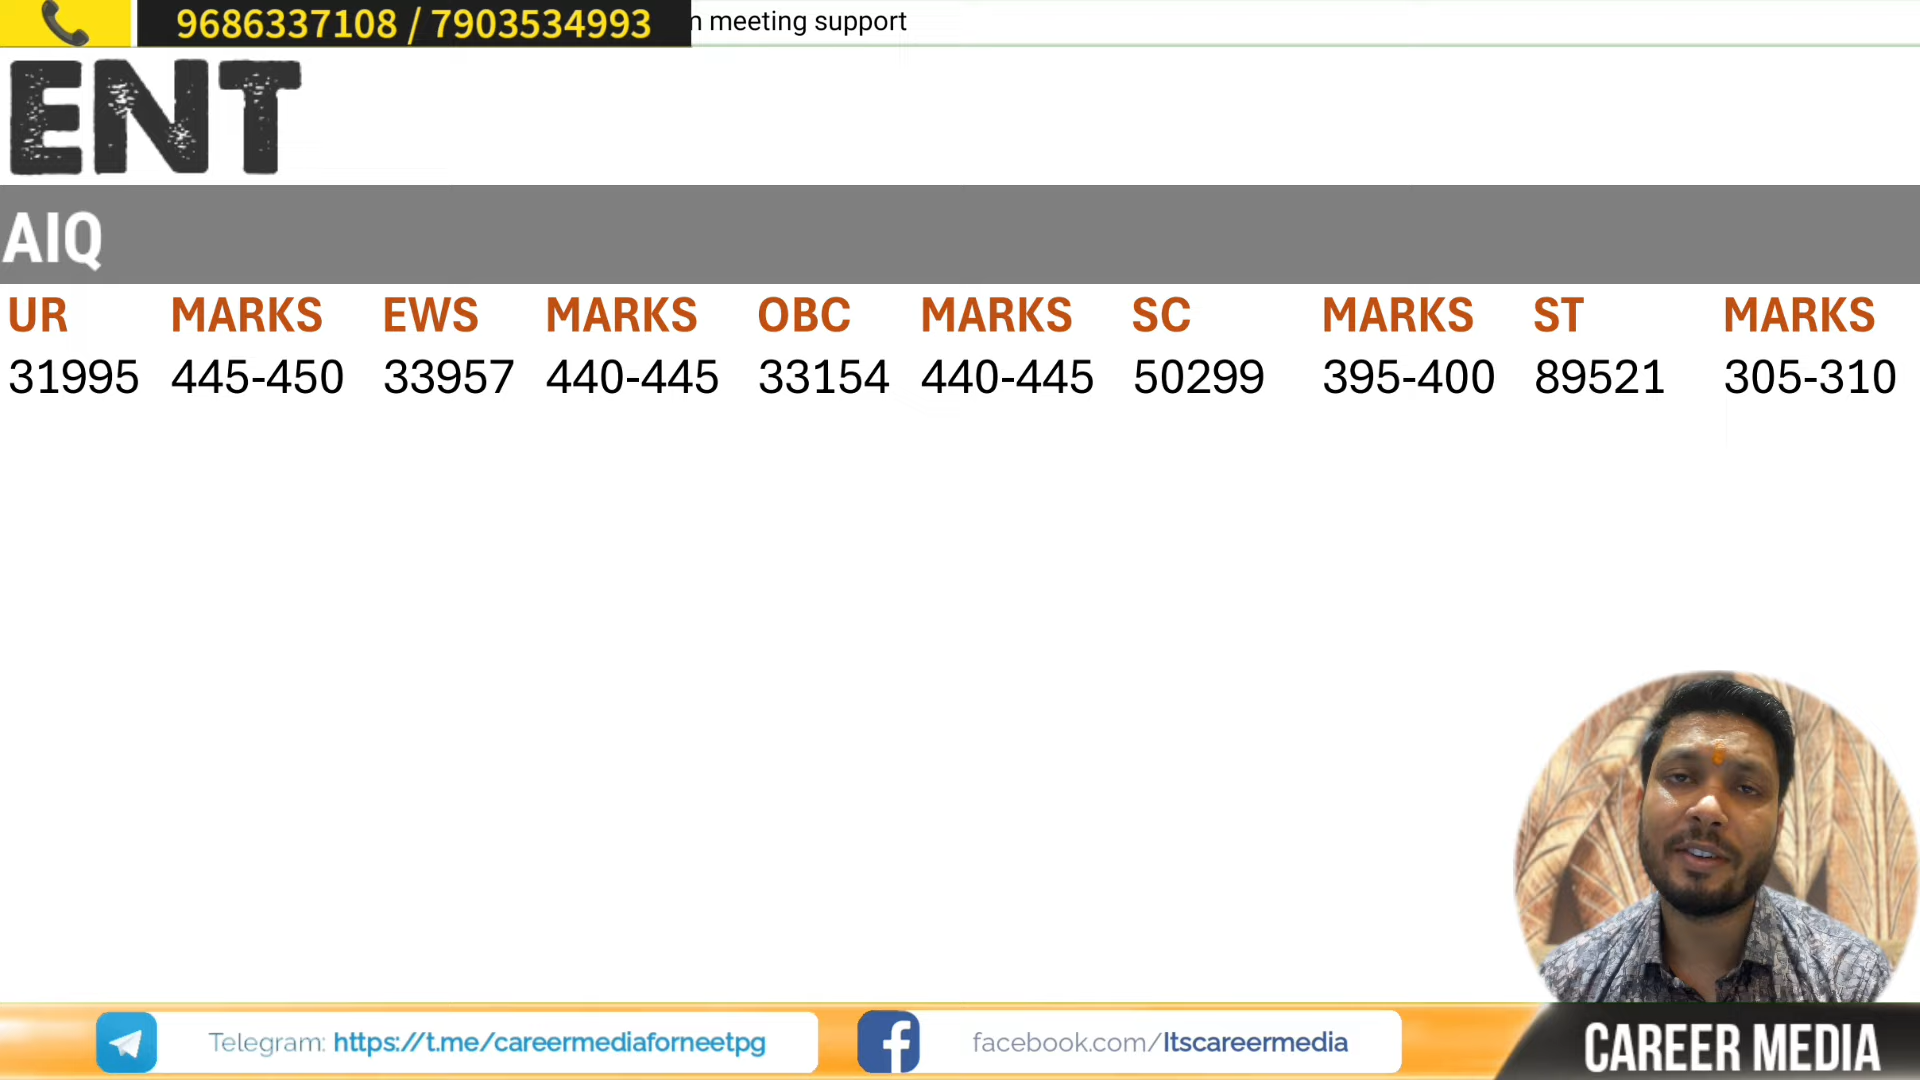 9686337108 / 7903534993 meeting support
ENT
AIQ
UR MARKS EWS MARKS OBC MARKS SC MARKS ST MARKS
31995 445-450 33957 440-445 33154 440-445 50299 395-400 89521 305-310
Telegram: https://t.me/careermediaforneetpg facebook.com/Itscareermedia CAREER MEDIA